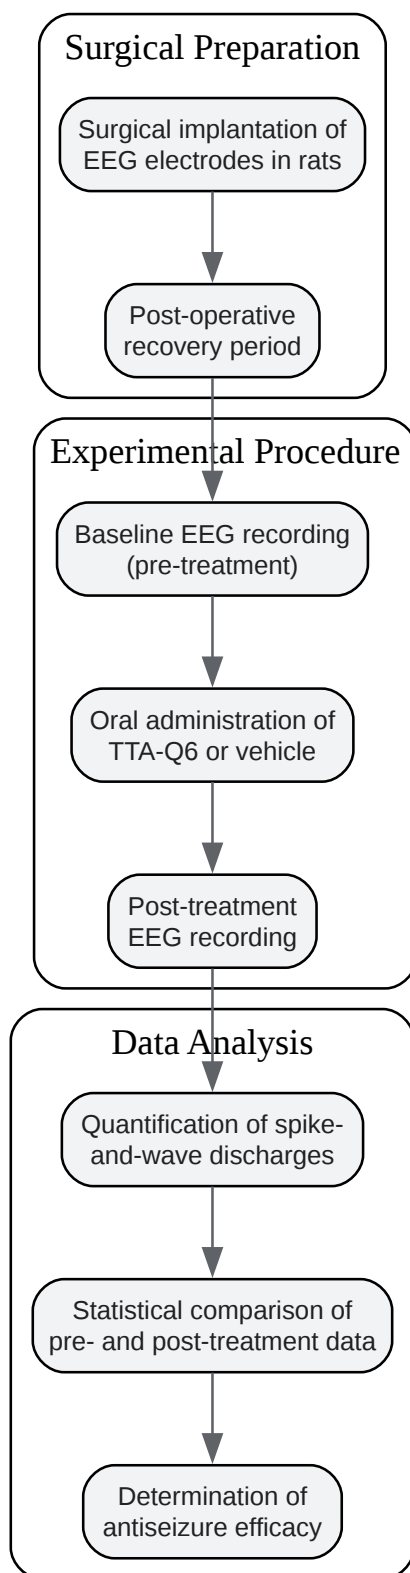 Surgical Preparation
Surgical implantation of
EEG electrodes in rats
Post-operative
recovery period
Experimental Procedure
Baseline EEG recording
(pre-treatment)
Oral administration of
TTA-Q6 or vehicle
Post-treatment
EEG recording
Data Analysis
Quantification of spike-
and-wave discharges
Statistical comparison of
pre- and post-treatment data
Determination of
antiseizure efficacy